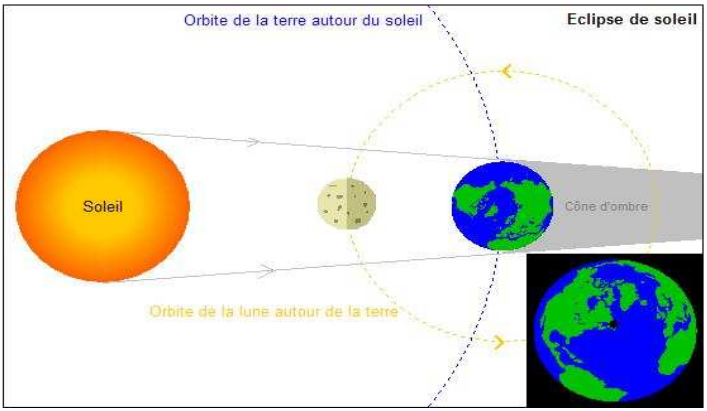 Orbite de la terre autour du soleil
Eclipse de soleil
Soleil
Cône d'ombre
Orbite de la lune autour de la terre